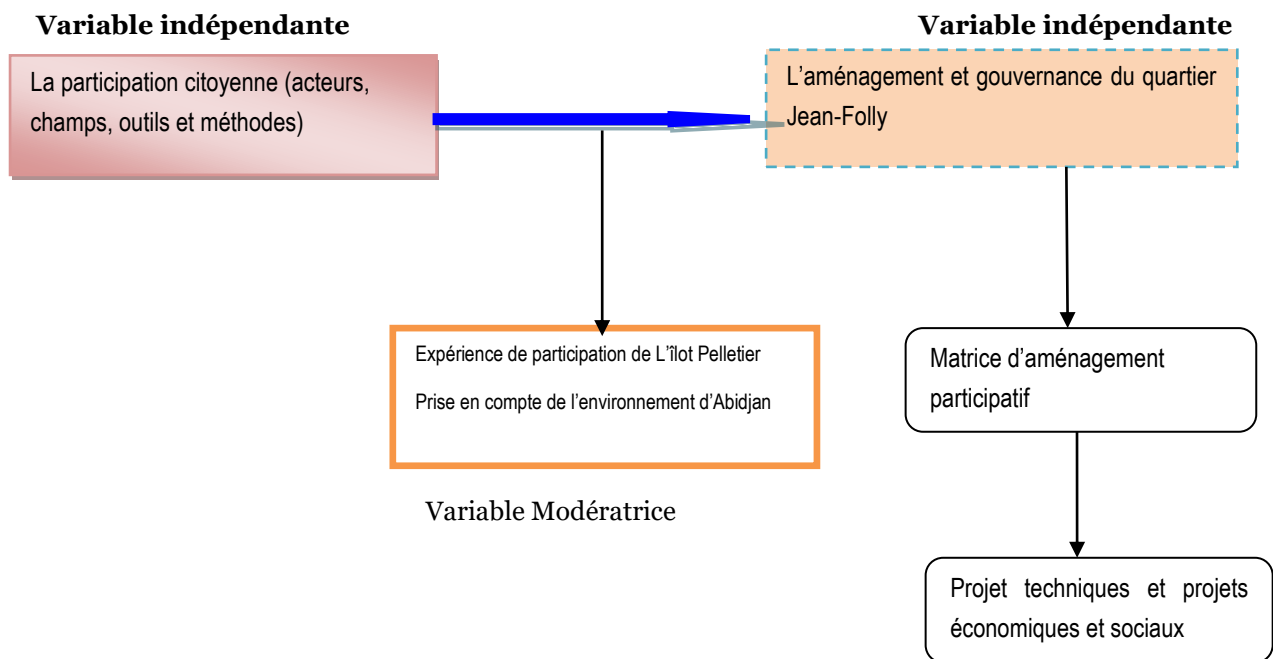 Variable indépendante
Variable indépendante
La participation citoyenne (acteurs,
champs, outils et méthodes)
L’aménagement et gouvernance du quartier
Jean-Folly
Expérience de participation de L’îlot Pelletier
Prise en compte de l’environnement d’Abidjan
Variable Modératrice
Matrice d’aménagement
participatif
Projet techniques et projets
économiques et sociaux